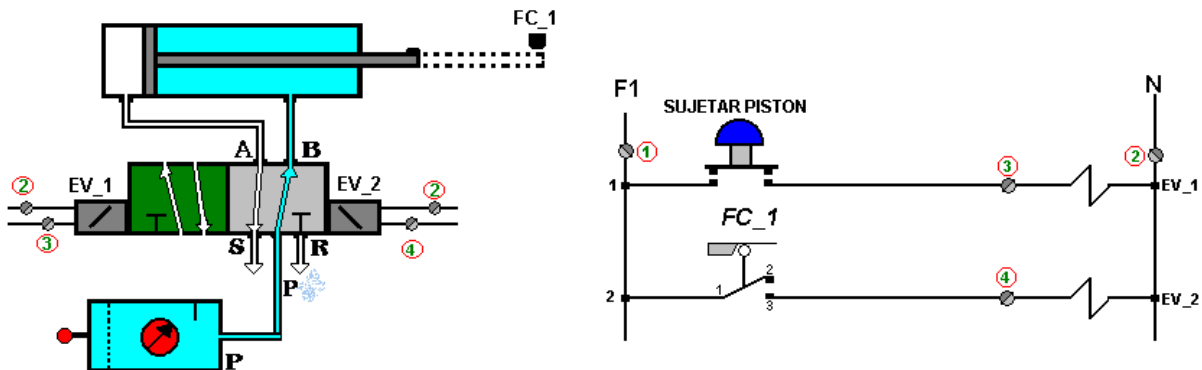 FC_1
A B
EV_1 EV_2
2 2
3 4
S R
P
P
F1 N
SUJETAR PISTON
1 2
3
1 EV_1
FC_1
2
1
3
4
2 EV_2